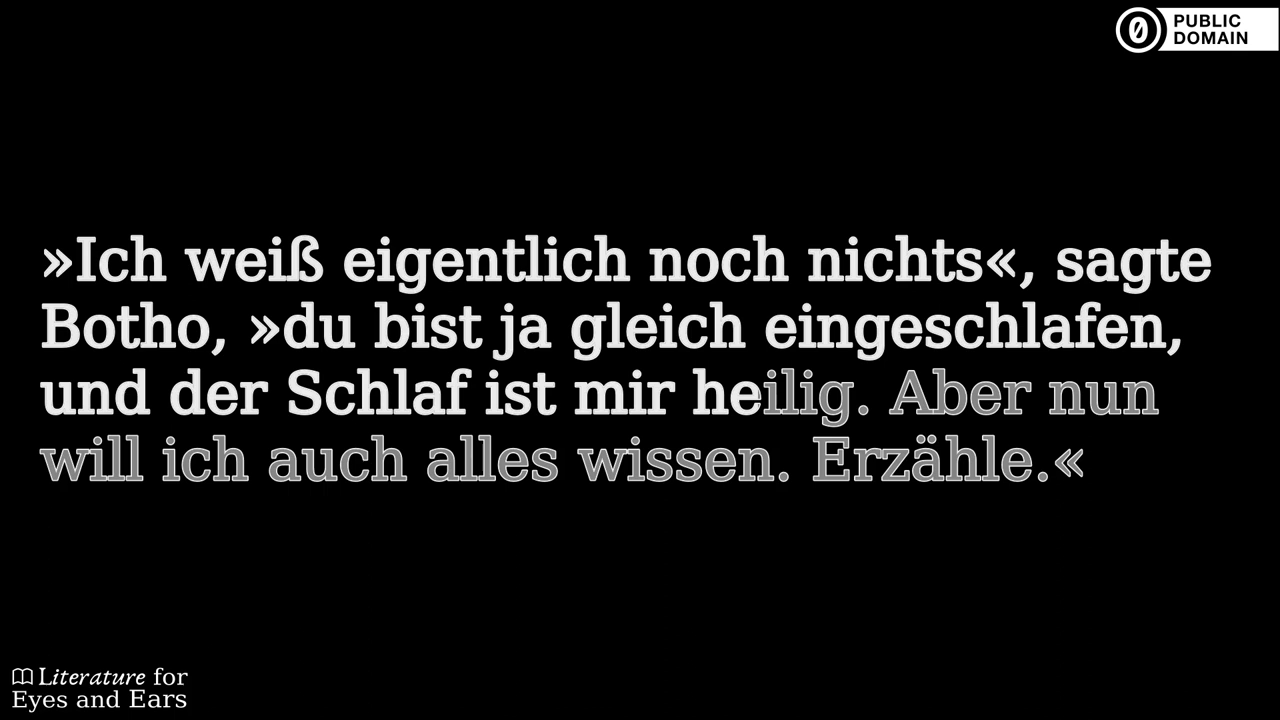 PUBLIC
DOMAIN
»Ich weiß eigentlich noch nichts«, sagte
Botho, »du bist ja gleich eingeschlafen,
und der Schlaf ist mir heilig. Aber nun
will ich auch alles wissen. Erzähle.«
Literature for
Eyes and Ears